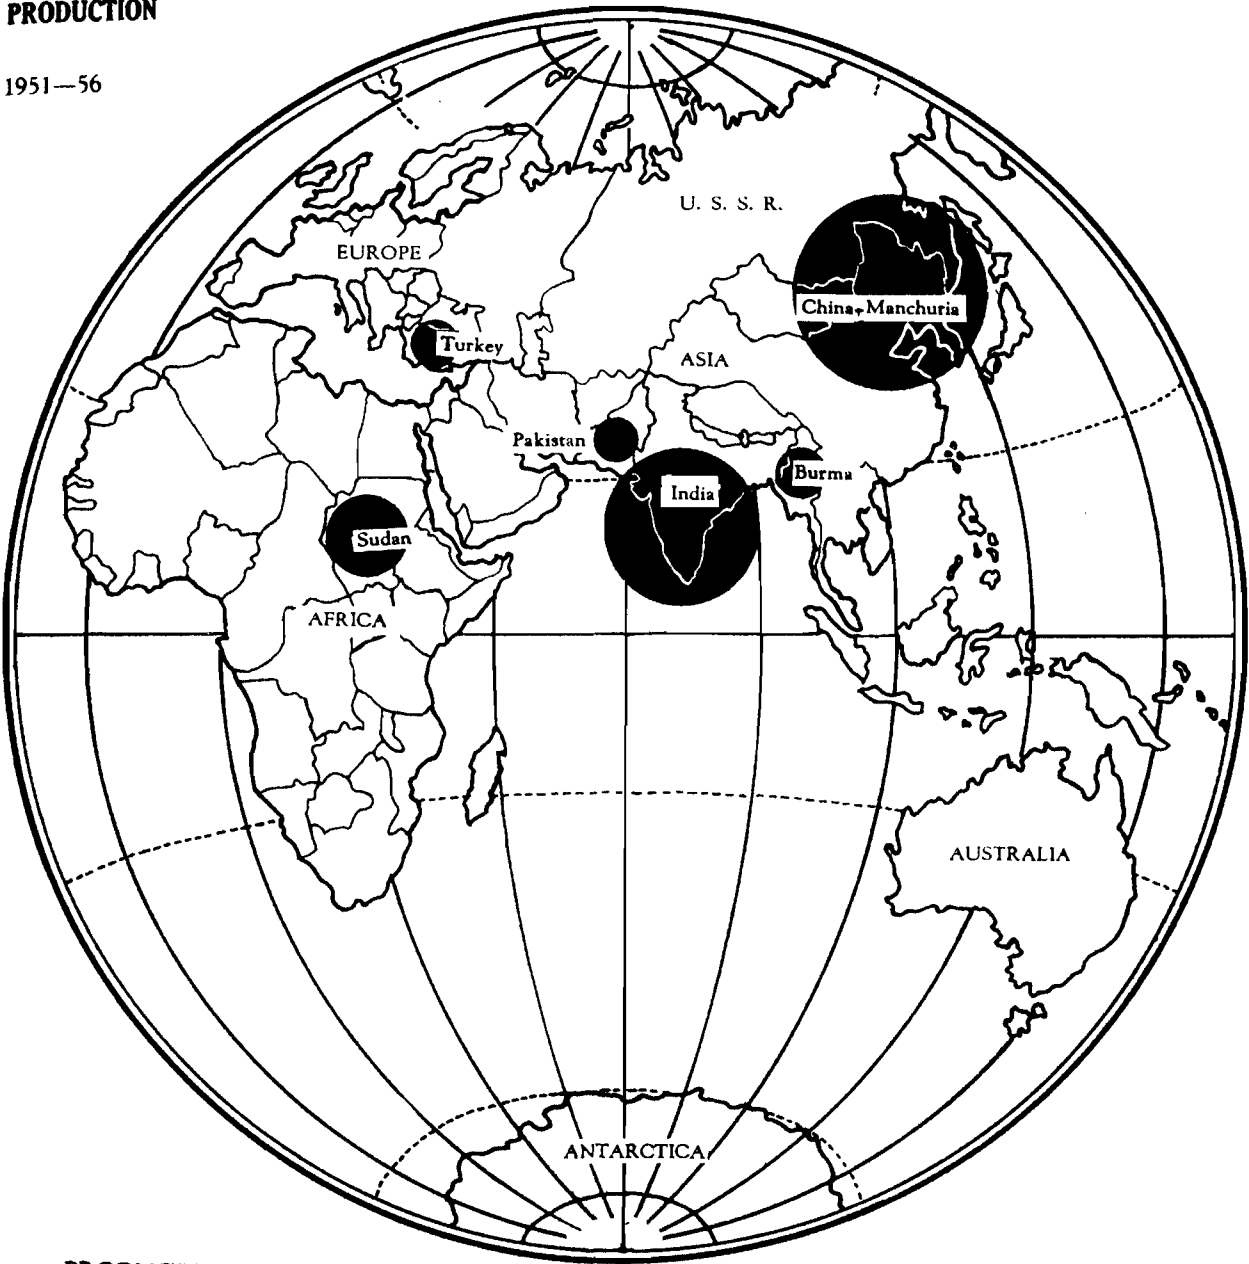 PRODUCTION
1951—56
U. S. S. R.
EUROPE
China+Manchuria
Turkey
ASIA
Pakistan
Burma
India
Sudan
AFRICA
AUSTRALIA
ANTARCTICA